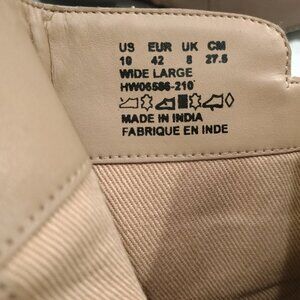 US EUR UK CM
10 42 8 27.5
WIDE LARGE
HW06586-210
MADE IN INDIA
FABRIQUE EN INDE